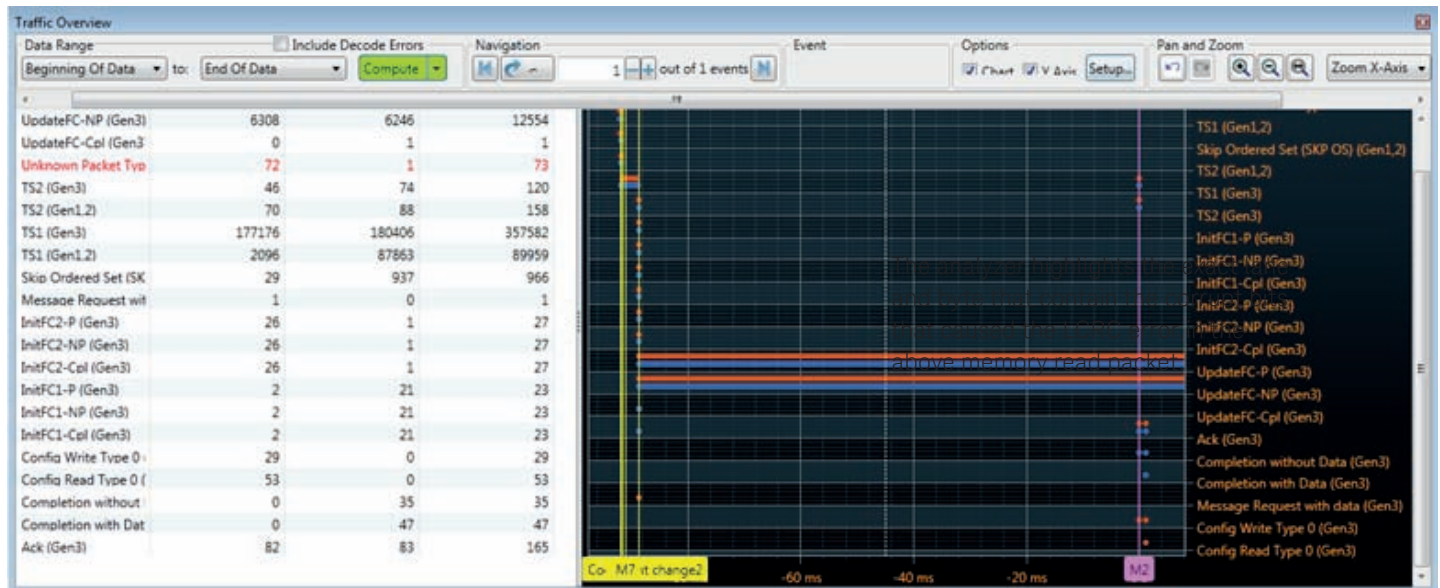 Traffic Overview
Data Range
Include Decode Errors
Navigation
Event
Options
Pan and Zoom
Beginning Of Data to: End Of Data Compute
1 out of 1 events
Chart Y Axis Setup...
Zoom X-Axis
UpdateFC-NP (Gen3) 6308 6246 12554
UpdateFC-Cpl (Gen3 0 1 1
Unknown Packet Typ 72 1 73
TS2 (Gen3) 46 74 120
TS2 (Gen1,2) 70 88 158
TS1 (Gen3) 177176 180406 357582
TS1 (Gen1,2) 2096 87863 89959
Skip Ordered Set (SK 29 937 966
Message Request wit 1 0 1
InitFC2-P (Gen3) 26 1 27
InitFC2-NP (Gen3) 26 1 27
InitFC2-Cpl (Gen3) 26 1 27
InitFC1-P (Gen3) 2 21 23
InitFC1-NP (Gen3) 2 21 23
InitFC1-Cpl (Gen3) 2 21 23
Config Write Type 0 29 0 29
Config Read Type 0 ( 53 0 53
Completion without 0 35 35
Completion with Dat 0 47 47
Ack (Gen3) 82 83 165
TS1 (Gen1,2)
Skip Ordered Set (SKP OS) (Gen1,2)
TS2 (Gen1,2)
TS1 (Gen3)
TS2 (Gen3)
InitFC1-P (Gen3)
InitFC1-NP (Gen3)
InitFC1-Cpl (Gen3)
InitFC2-P (Gen3)
InitFC2-NP (Gen3)
InitFC2-Cpl (Gen3)
above memory read packet
UpdateFC-P (Gen3)
UpdateFC-NP (Gen3)
UpdateFC-Cpl (Gen3)
Ack (Gen3)
Completion without Data (Gen3)
Completion with Data (Gen3)
Message Request with data (Gen3)
Config Write Type 0 (Gen3)
Config Read Type 0 (Gen3)
Co M7 it change2
-60 ms
-40 ms
-20 ms
M2